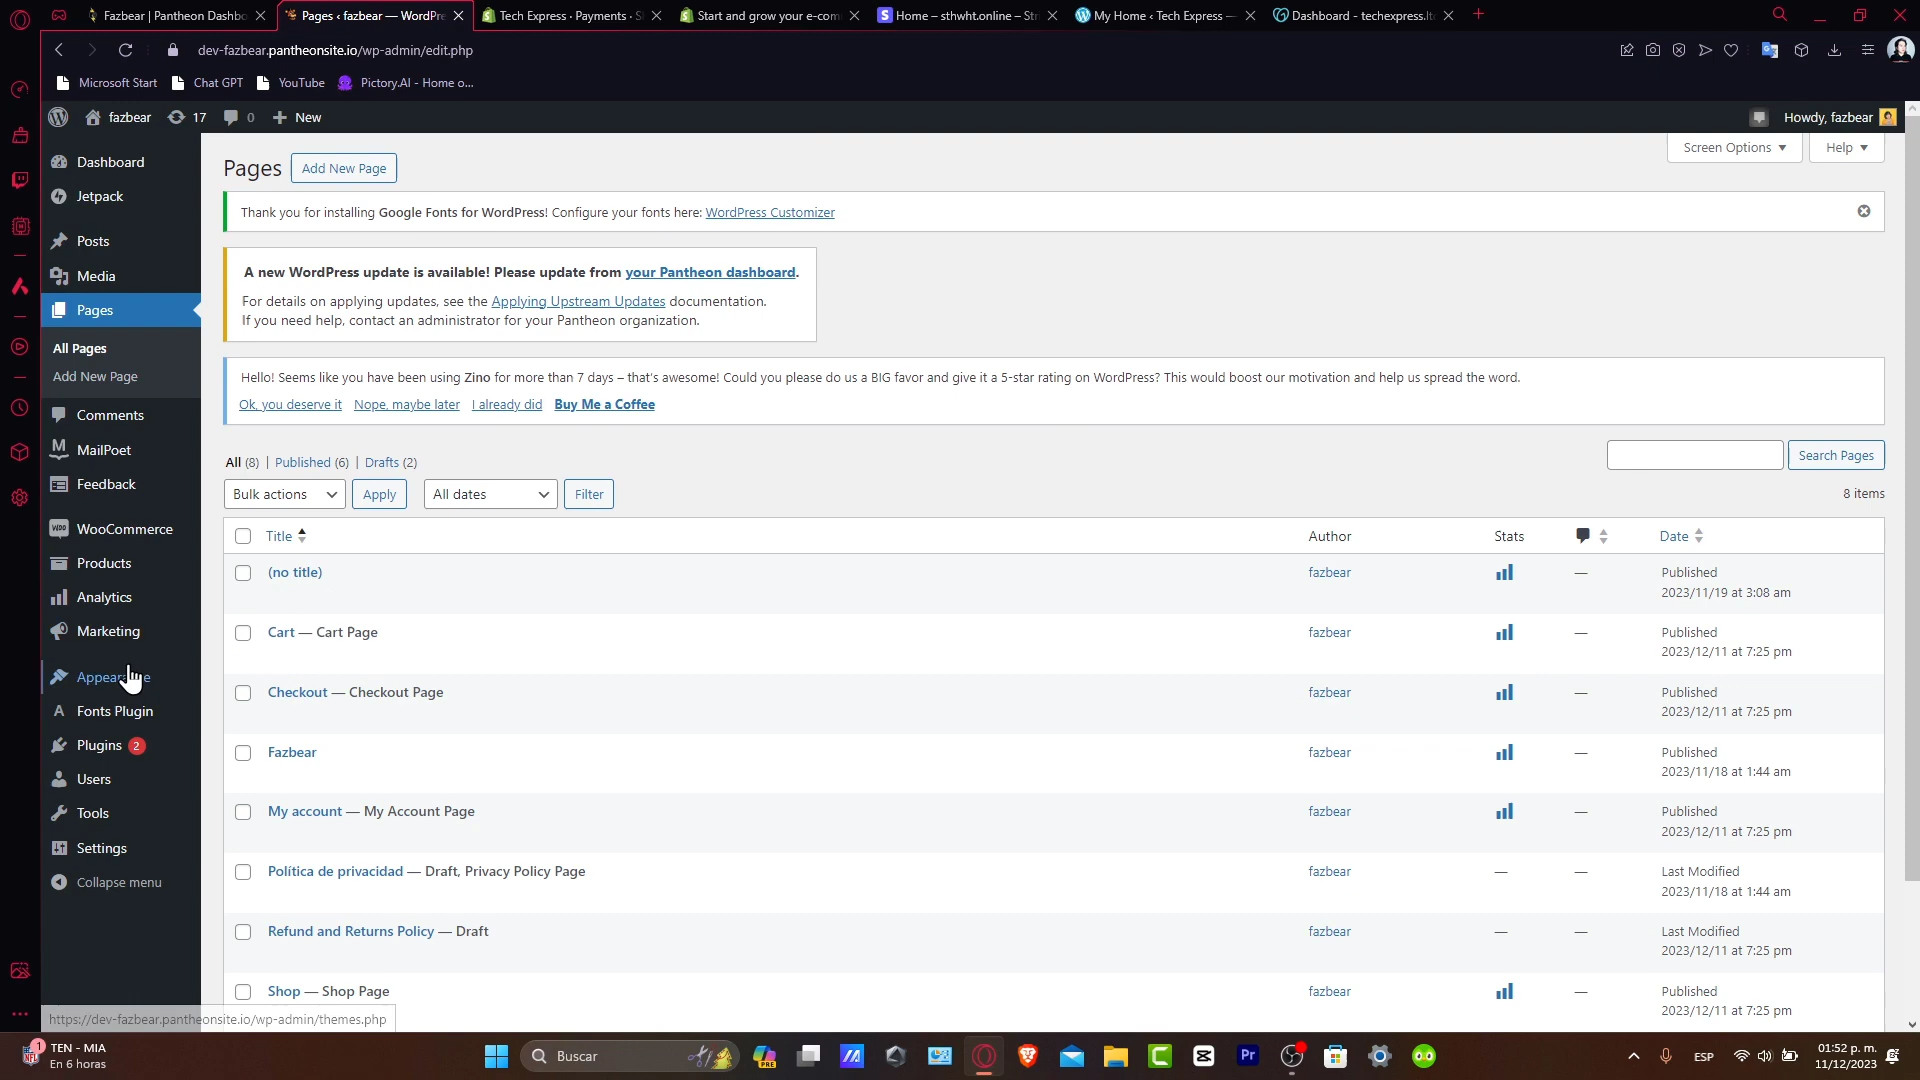 Fazbear | Pantheon Dashbo
Pages ‹ fazbear — WordPre
Tech Express · Payments · S
Start and grow your e-com
Home – sthwht.online – Str
My Home ‹ Tech Express —
Dashboard - techexpress.lt
dev-fazbear.pantheonsite.io/wp-admin/edit.php
Microsoft Start
Chat GPT
YouTube
Pictory.AI - Home o...
fazbear
17
0
New
Howdy, fazbear
Dashboard
Jetpack
Posts
Media
Pages
All Pages
Add New Page
Comments
MailPoet
Feedback
WooCommerce
Products
Analytics
Marketing
Appearance
Fonts Plugin
Plugins 2
Users
Tools
Settings
Collapse menu
Screen Options
Help
Pages
Add New Page
Thank you for installing Google Fonts for WordPress! Configure your fonts here: WordPress Customizer
A new WordPress update is available! Please update from your Pantheon dashboard.
For details on applying updates, see the Applying Upstream Updates documentation.
If you need help, contact an administrator for your Pantheon organization.
Hello! Seems like you have been using Zino for more than 7 days – that's awesome! Could you please do us a BIG favor and give it a 5-star rating on WordPress? This would boost our motivation and help us spread the word.
Ok, you deserve it Nope, maybe later I already did Buy Me a Coffee
All (8) | Published (6) | Drafts (2)
Search Pages
Bulk actions Apply All dates Filter
8 items
Title Author Stats Date
(no title) fazbear — Published
2023/11/19 at 3:08 am
Cart — Cart Page fazbear — Published
2023/12/11 at 7:25 pm
Checkout — Checkout Page fazbear — Published
2023/12/11 at 7:25 pm
Fazbear fazbear — Published
2023/11/18 at 1:44 am
My account — My Account Page fazbear — Published
2023/12/11 at 7:25 pm
Política de privacidad — Draft, Privacy Policy Page fazbear — — Last Modified
2023/11/18 at 1:44 am
Refund and Returns Policy — Draft fazbear — — Last Modified
2023/12/11 at 7:25 pm
Shop — Shop Page fazbear — Published
2023/12/11 at 7:25 pm
https://dev-fazbear.pantheonsite.io/wp-admin/themes.php
1
TEN - MIA
En 6 horas
Buscar
PRE
Pr
ESP
01:52 p. m.
11/12/2023